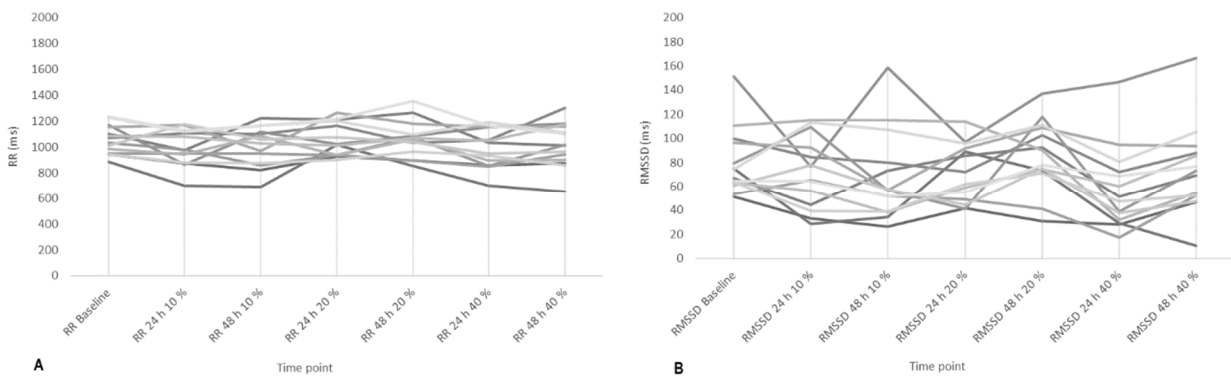 2000
1800
1600
1400
1200
1000
800
600
400
200
0
RR (ms)
RR Baseline
RR 24 h 10 %
RR 48 h 10 %
RR 24 h 20 %
RR 48 h 20 %
RR 24 h 40 %
RR 48 h 40 %
Time point
A
200
180
160
140
120
100
80
60
40
20
0
RMSSD (ms)
RMSSD Baseline
RMSSD 24 h 10 %
RMSSD 48 h 10 %
RMSSD 24 h 20 %
RMSSD 48 h 20 %
RMSSD 24 h 40 %
RMSSD 48 h 40 %
Time point
B